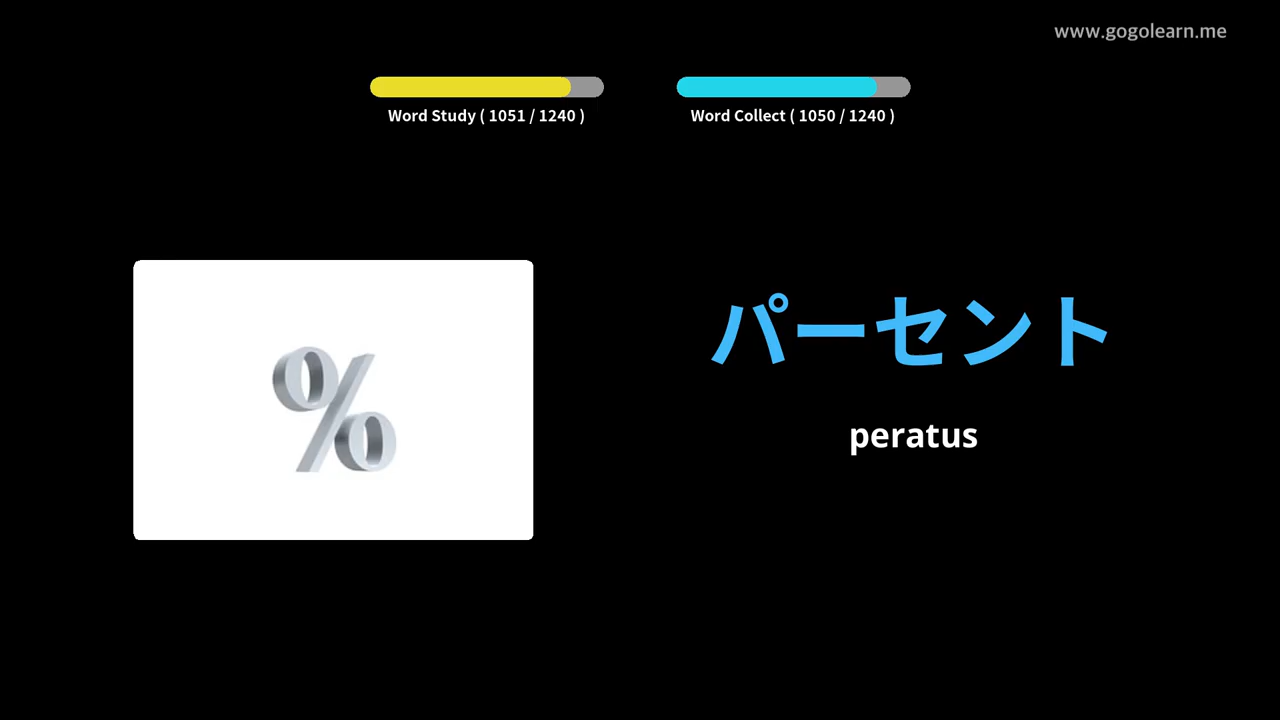 www.gogolearn.me
Word Study ( 1051 / 1240 )
Word Collect ( 1050 / 1240 )
%
パーセント
peratus